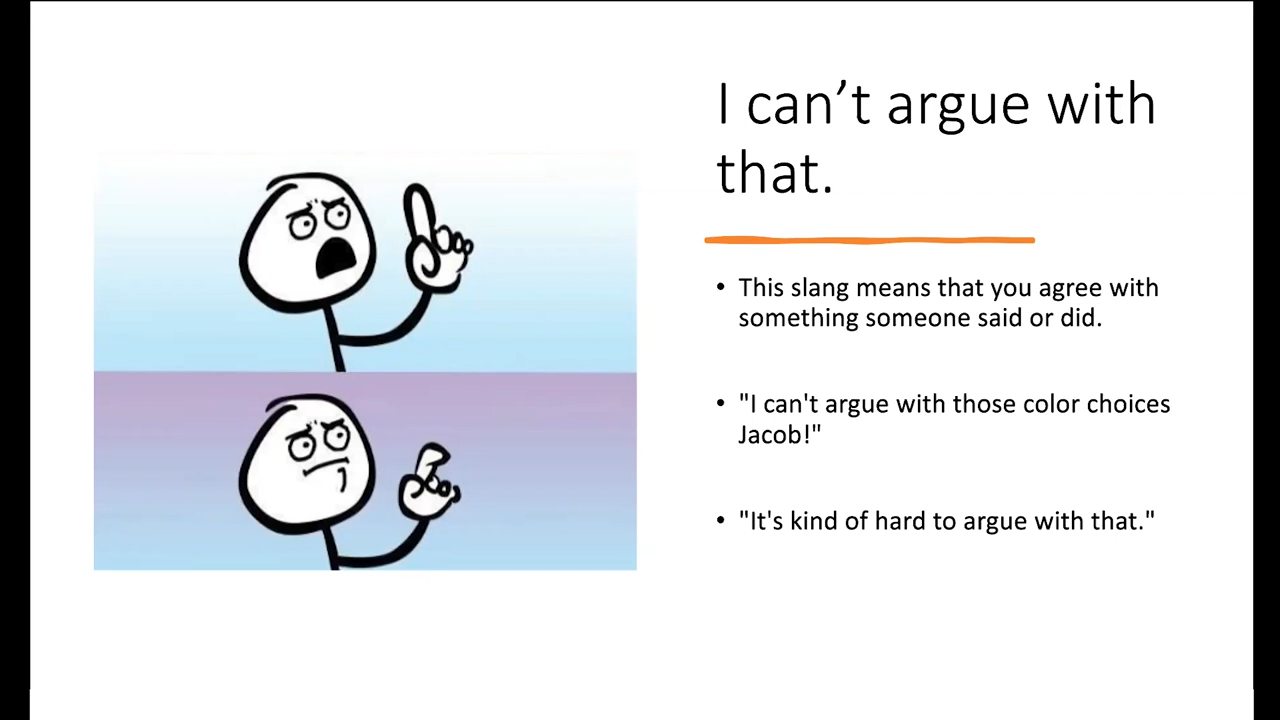 I can’t argue with
that.
• This slang means that you agree with
something someone said or did.
• "I can't argue with those color choices
Jacob!"
• "It's kind of hard to argue with that."